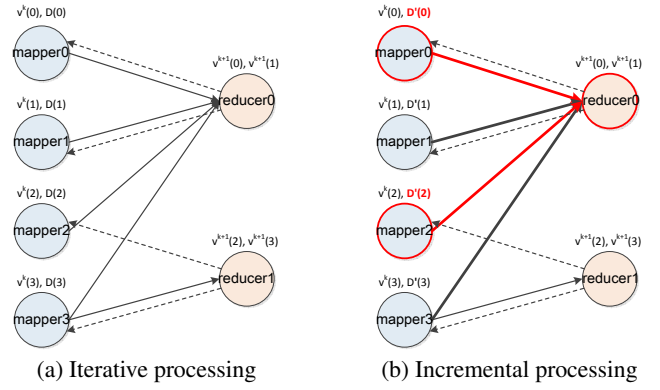 v^k(0), D(0)
mapper0
v^k+1(0), v^k+1(1)
reducer0
v^k(1), D(1)
mapper1
v^k(2), D(2)
mapper2
v^k+1(2), v^k+1(3)
reducer1
v^k(3), D(3)
mapper3
(a) Iterative processing
v^k(0), D'(0)
mapper0
v^k+1(0), v^k+1(1)
reducer0
v^k(1), D'(1)
mapper1
v^k(2), D'(2)
mapper2
v^k+1(2), v^k+1(3)
reducer1
v^k(3), D'(3)
mapper3
(b) Incremental processing